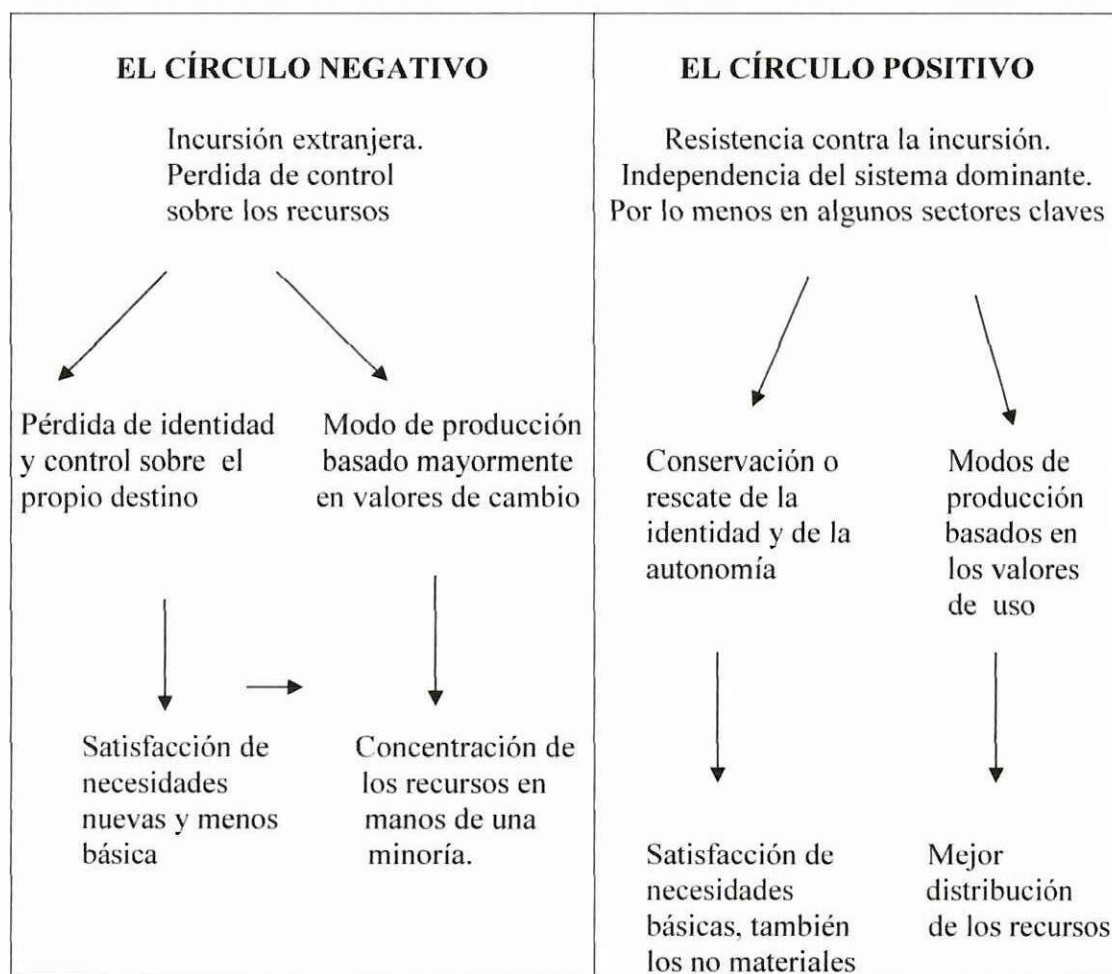 EL CÍRCULO NEGATIVO
Incursión extranjera.
Perdida de control
sobre los recursos
Pérdida de identidad
y control sobre el
propio destino
Modo de producción
basado mayormente
en valores de cambio
Satisfacción de
necesidades
nuevas y menos
básica
Concentración de
los recursos en
manos de una
minoría.
EL CÍRCULO POSITIVO
Resistencia contra la incursión.
Independencia del sistema dominante.
Por lo menos en algunos sectores claves
Conservación o
rescate de la
identidad y de la
autonomía
Modos de
producción
basados en
los valores
de uso
Satisfacción de
necesidades
básicas, también
los no materiales
Mejor
distribución
de los recursos